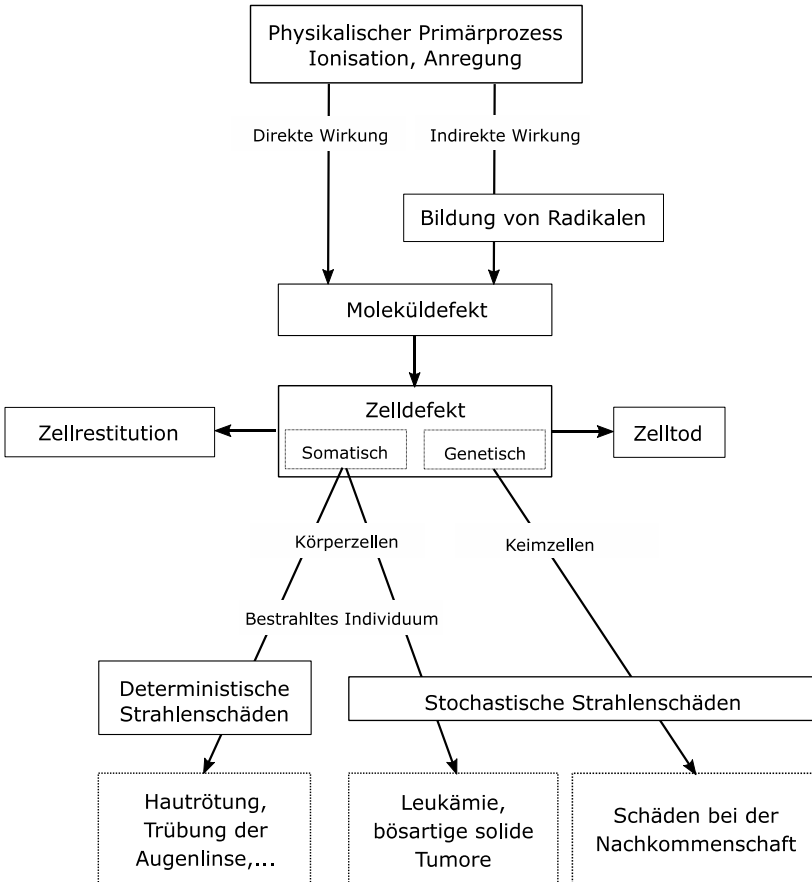 Physikalischer Primärprozess
Ionisation, Anregung
Direkte Wirkung
Indirekte Wirkung
Bildung von Radikalen
Moleküldefekt
Zelldefekt
Zellrestitution
Somatisch
Genetisch
Zelltod
Körperzellen
Keimzellen
Bestrahltes Individuum
Deterministische
Strahlenschäden
Stochastische Strahlenschäden
Hautrötung,
Trübung der
Augenlinse,...
Leukämie,
bösartige solide
Tumore
Schäden bei der
Nachkommenschaft